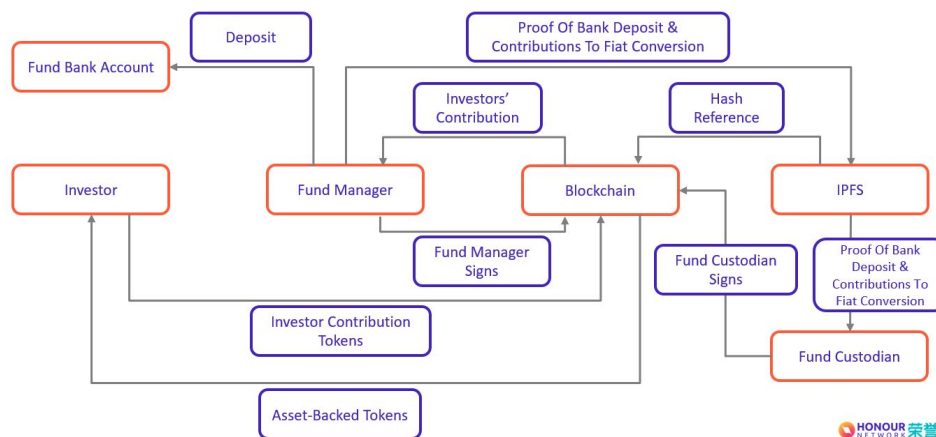 Deposit
Proof Of Bank Deposit &
Contributions To Fiat Conversion
Fund Bank Account
Investors'
Contribution
Hash
Reference
Investor
Fund Manager
Blockchain
IPFS
Fund Manager
Signs
Fund Custodian
Signs
Proof Of Bank
Deposit &
Contributions To
Fiat Conversion
Investor Contribution
Tokens
Fund Custodian
Asset-Backed Tokens
HONOUR
NETWORK 荣誉